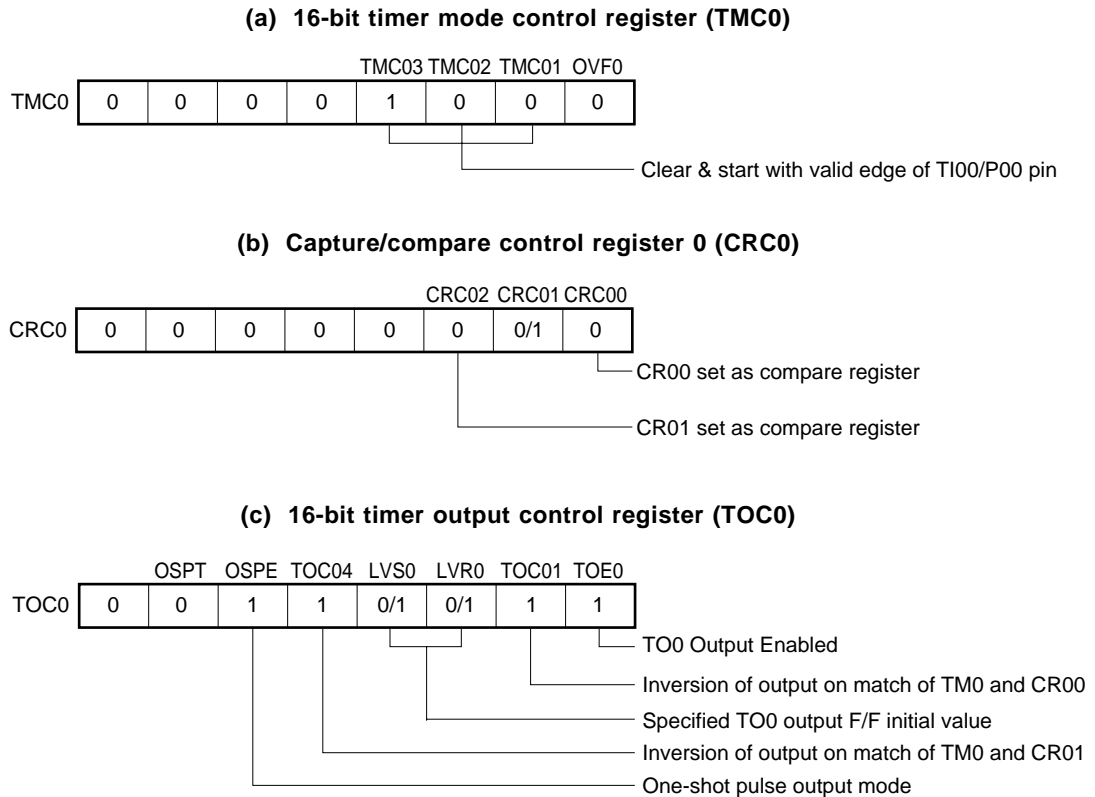 (a) 16-bit timer mode control register (TMC0)
TMC03 TMC02 TMC01 OVF0
TMC0 0 0 0 0 1 0 0 0
Clear & start with valid edge of TI00/P00 pin
(b) Capture/compare control register 0 (CRC0)
CRC02 CRC01 CRC00
CRC0 0 0 0 0 0 0 0/1 0
CR00 set as compare register
CR01 set as compare register
(c) 16-bit timer output control register (TOC0)
OSPT OSPE TOC04 LVS0 LVR0 TOC01 TOE0
TOC0 0 0 1 1 0/1 0/1 1 1
TO0 Output Enabled
Inversion of output on match of TM0 and CR00
Specified TO0 output F/F initial value
Inversion of output on match of TM0 and CR01
One-shot pulse output mode